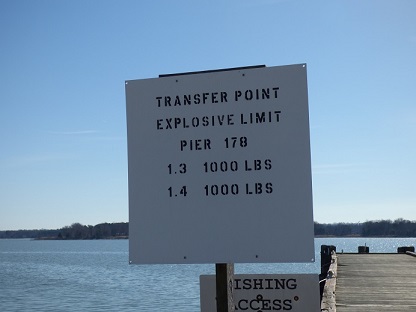 TRANSFER POINT
EXPLOSIVE LIMIT
PIER 178
1.3 1000 LBS
1.4 1000 LBS
ISHING
ACCESS